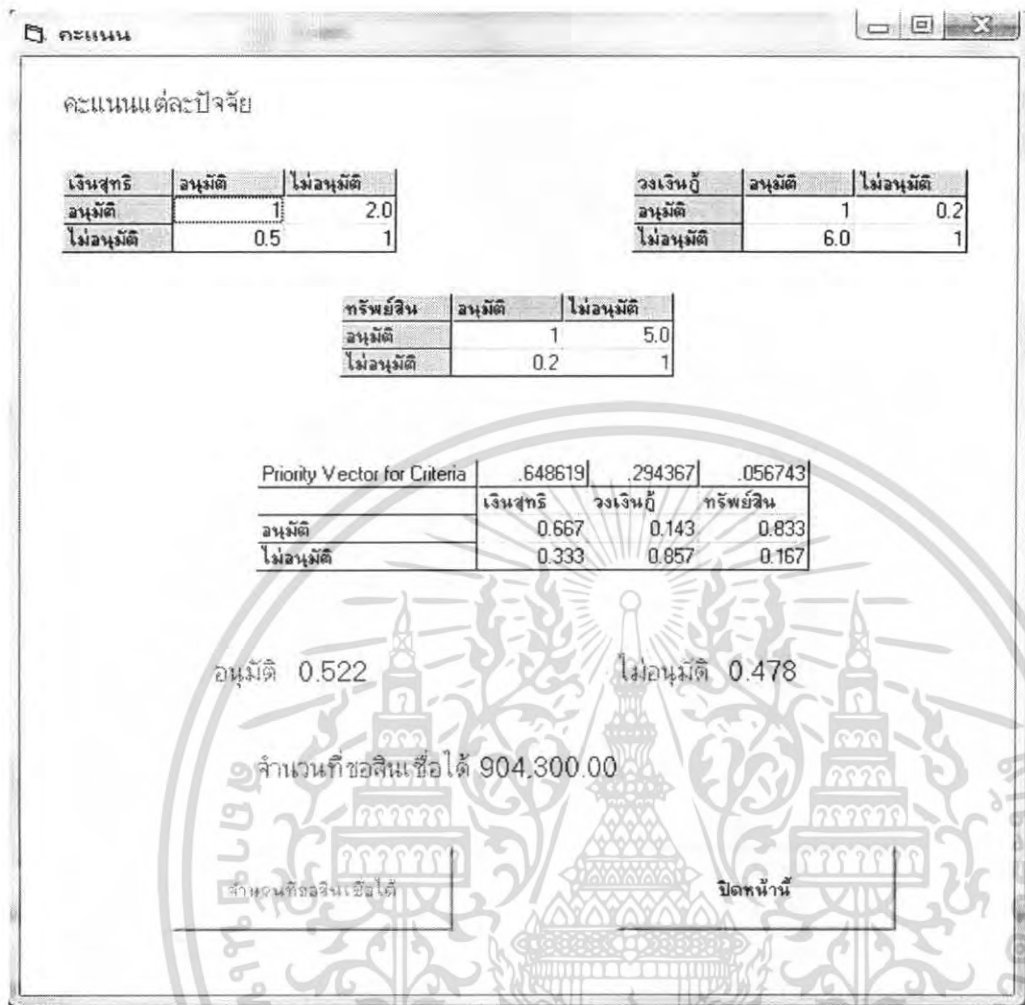 คะแนน
คะแนนแต่ละปัจจัย
เงินสุทธิ อนุมัติ ไม่อนุมัติ
อนุมัติ 1 2.0
ไม่อนุมัติ 0.5 1
วงเงินกู้ อนุมัติ ไม่อนุมัติ
อนุมัติ 1 0.2
ไม่อนุมัติ 6.0 1
ทรัพย์สิน อนุมัติ ไม่อนุมัติ
อนุมัติ 1 5.0
ไม่อนุมัติ 0.2 1
Priority Vector for Criteria .648619 .294367 .056743
เงินสุทธิ วงเงินกู้ ทรัพย์สิน
อนุมัติ 0.667 0.143 0.833
ไม่อนุมัติ 0.333 0.857 0.167
อนุมัติ 0.522 ไม่อนุมัติ 0.478
จำนวนที่ขอสินเชื่อได้ 904,300.00
จำนวนที่ขอสินเชื่อได้ ปิดหน้านี้